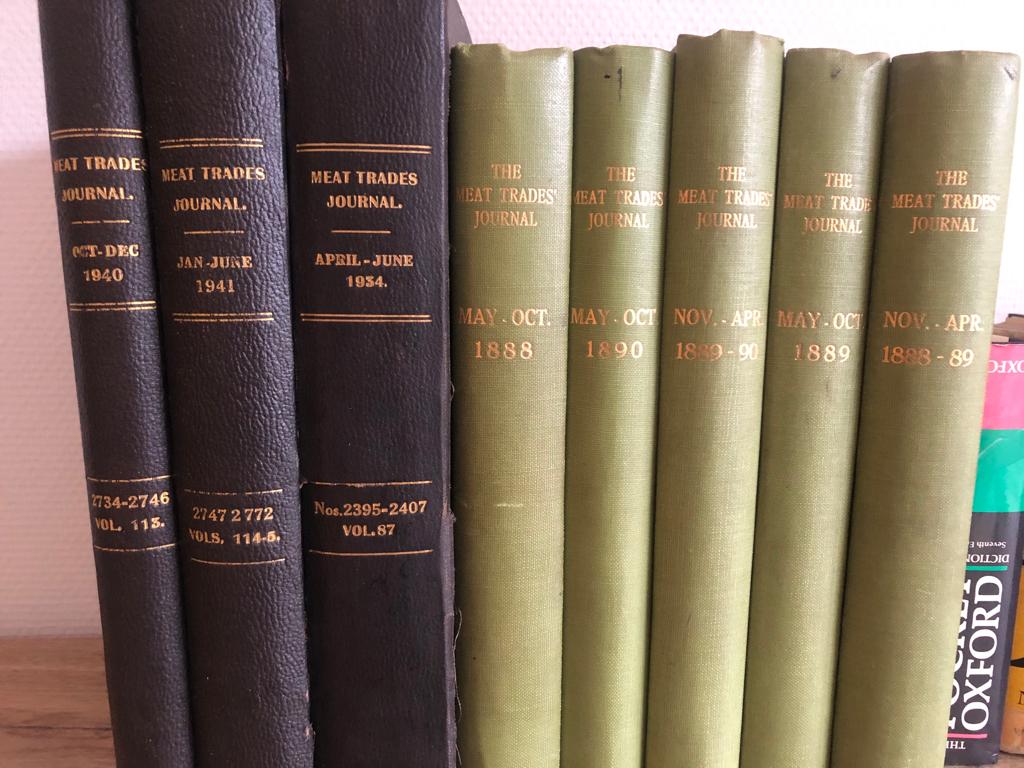 MEAT TRADES
JOURNAL.
OCT-DEC
1940
2734-2746
VOL. 113.
MEAT TRADES
JOURNAL.
JAN-JUNE
1941
2747 2772
VOLS. 114-5.
MEAT TRADES
JOURNAL.
APRIL-JUNE
1934.
Nos. 2395-2407
VOL. 87
THE
MEAT TRADES'
JOURNAL
MAY - OCT.
1888
THE
MEAT TRADES'
JOURNAL
MAY - OCT.
1890
THE
MEAT TRADES'
JOURNAL
NOV. - APR.
1889 - 90
THE
MEAT TRADES'
JOURNAL
MAY - OCT.
1889
THE
MEAT TRADES'
JOURNAL
NOV. - APR.
1888 - 89
OXFORD
DICTION
Seventh E